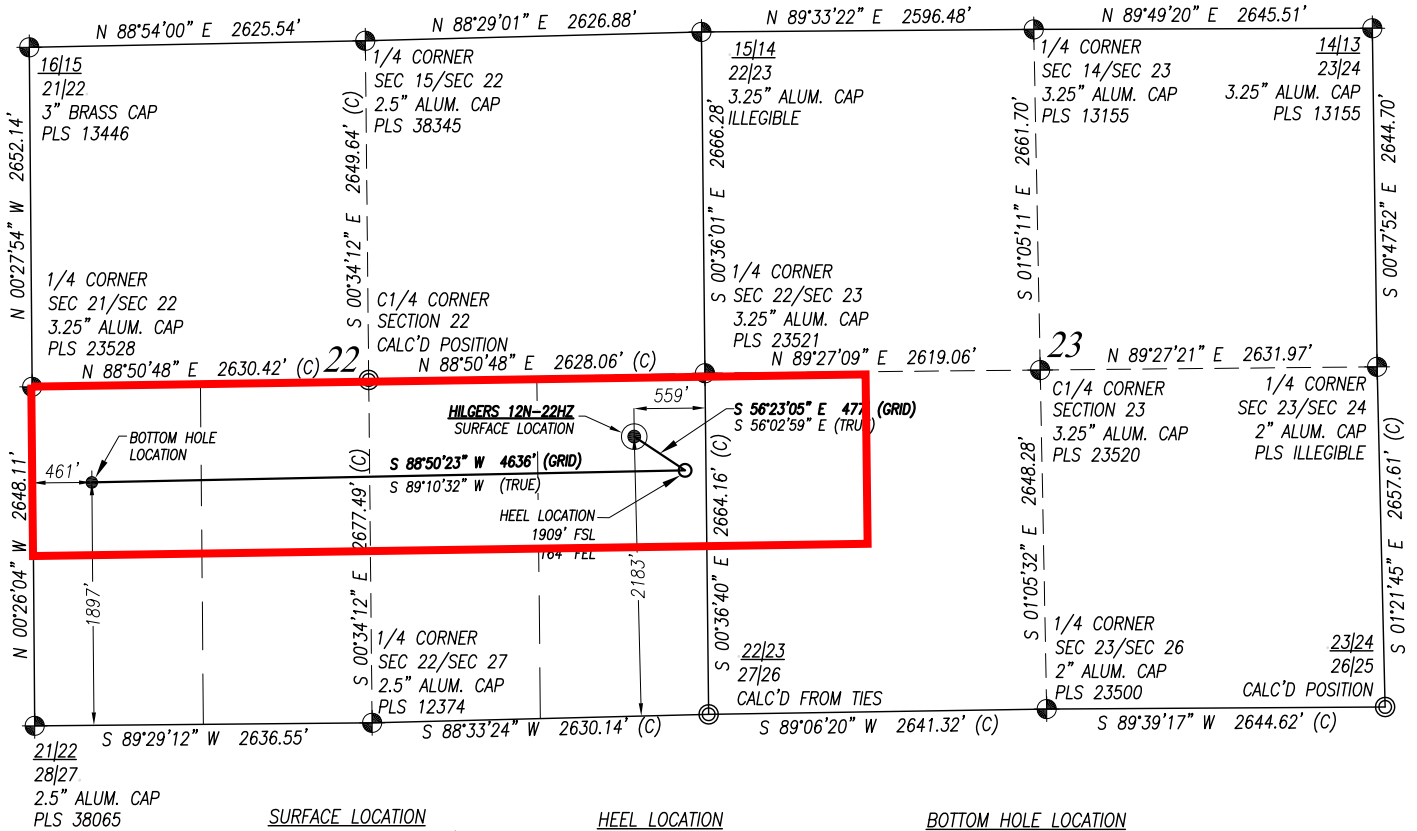 N 88°54'00" E 2625.54'
N 88°29'01" E 2626.88'
N 89°33'22" E 2596.48'
N 89°49'20" E 2645.51'
16|15
21|22
3" BRASS CAP
PLS 13446
1/4 CORNER
SEC 15/SEC 22
2.5" ALUM. CAP
PLS 38345
15|14
22|23
3.25" ALUM. CAP
ILLEGIBLE
1/4 CORNER
SEC 14/SEC 23
3.25" ALUM. CAP
PLS 13155
14|13
23|24
3.25" ALUM. CAP
PLS 13155
N 00°27'54" W 2652.14'
S 00°34'12" E 2649.64' (C)
S 00°36'01" E 2666.28'
S 01°05'11" E 2661.70'
S 00°47'52" E 2644.70'
1/4 CORNER
SEC 21/SEC 22
3.25" ALUM. CAP
PLS 23528
C1/4 CORNER
SECTION 22
CALC'D POSITION
1/4 CORNER
SEC 22/SEC 23
3.25" ALUM. CAP
PLS 23521
N 88°50'48" E 2630.42' (C)
22
N 88°50'48" E 2628.06' (C)
N 89°27'09" E 2619.06'
23
N 89°27'21" E 2631.97'
C1/4 CORNER
SECTION 23
3.25" ALUM. CAP
PLS 23520
1/4 CORNER
SEC 23/SEC 24
2" ALUM. CAP
PLS ILLEGIBLE
559'
HILGERS 12N-22HZ
SURFACE LOCATION
S 56°23'05" E 477' (GRID)
S 56°02'59" E (TRUE)
BOTTOM HOLE
LOCATION
461'
S 88°50'23" W 4636' (GRID)
S 89°10'32" W (TRUE)
HEEL LOCATION
1909' FSL
164' FEL
N 00°26'04" W 2648.11'
1897'
S 00°34'12" E 2677.49' (C)
2183'
S 00°36'40" E 2664.16' (C)
S 01°05'32" E 2648.28'
S 01°21'45" E 2657.61' (C)
1/4 CORNER
SEC 22/SEC 27
2.5" ALUM. CAP
PLS 12374
22|23
27|26
CALC'D FROM TIES
1/4 CORNER
SEC 23/SEC 26
2" ALUM. CAP
PLS 23500
23|24
26|25
CALC'D POSITION
S 89°29'12" W 2636.55'
S 88°33'24" W 2630.14' (C)
S 89°06'20" W 2641.32' (C)
S 89°39'17" W 2644.62' (C)
21|22
28|27
2.5" ALUM. CAP
PLS 38065
SURFACE LOCATION
HEEL LOCATION
BOTTOM HOLE LOCATION